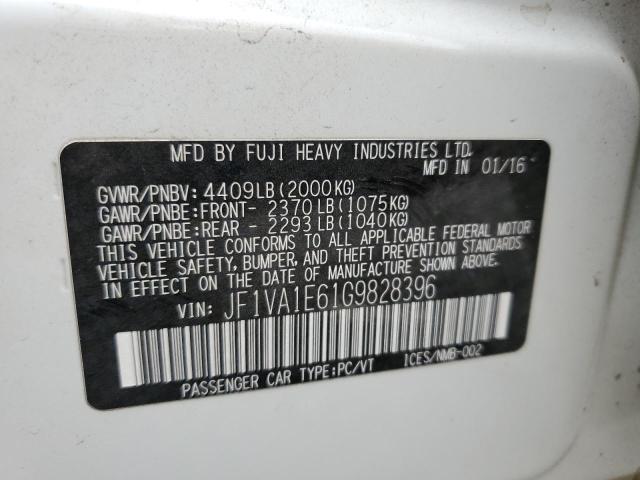 MFD BY FUJI HEAVY INDUSTRIES LTD.
MFD IN 01/16
GVWR/PNBV: 4409LB(2000KG)
GAWR/PNBE:FRONT- 2370LB(1075KG)
GAWR/PNBE:REAR - 2293LB(1040KG)
THIS VEHICLE CONFORMS TO ALL APPLICABLE FEDERAL MOTOR
VEHICLE SAFETY, BUMPER, AND THEFT PREVENTION STANDARDS
IN EFFECT ON THE DATE OF MANUFACTURE SHOWN ABOVE.
VIN: JF1VA1E61G9828396
PASSENGER CAR TYPE:PC/VT ICES/NMB-002